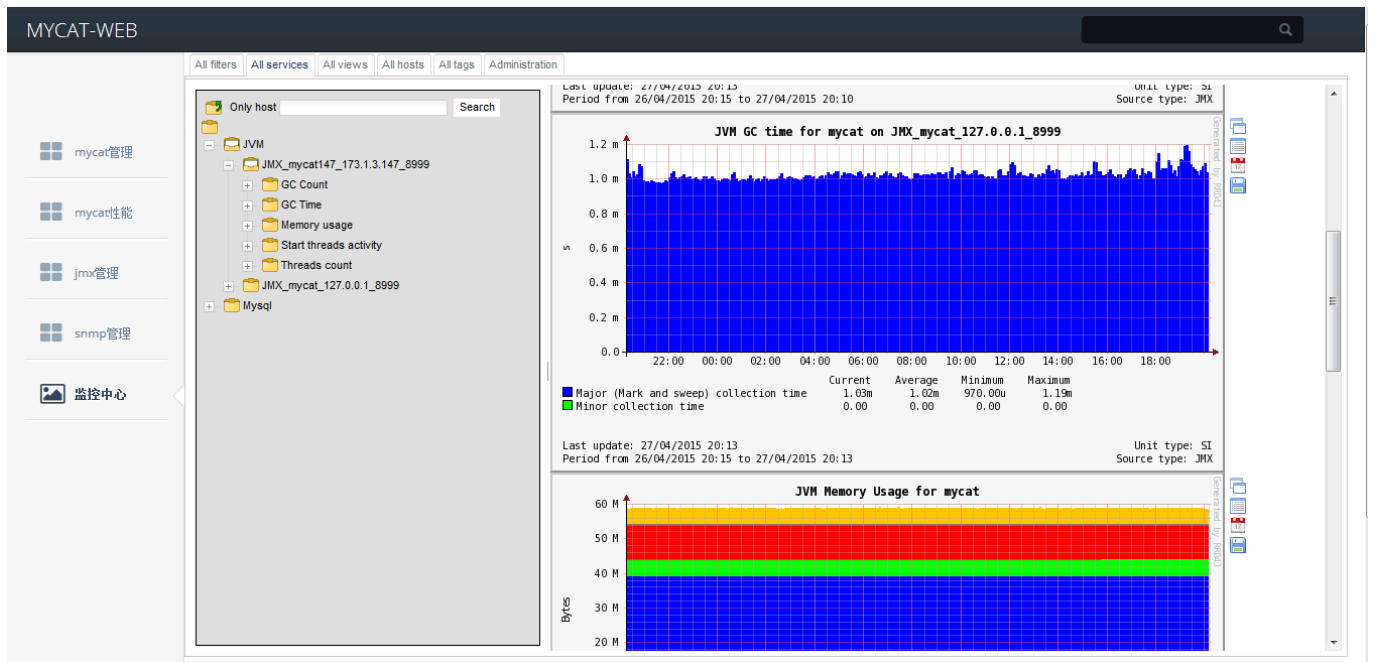 MYCAT-WEB
All filters All services All views All hosts All tags Administration
mycat管理
mycat性能
jmx管理
snmp管理
监控中心
Only host Search
JVM
JMX_mycat147_173.1.3.147_8999
GC Count
GC Time
Memory usage
Start threads activity
Threads count
JMX_mycat_127.0.0.1_8999
Mysql
Last update: 27/04/2015 20:13 Unit type: SI
Period from 26/04/2015 20:15 to 27/04/2015 20:10 Source type: JMX
JVM GC time for mycat on JMX_mycat_127.0.0.1_8999
Generated by RRD4J
1.2 m
1.0 m
0.8 m
s
0.6 m
0.4 m
0.2 m
0.0
22:00 00:00 02:00 04:00 06:00 08:00 10:00 12:00 14:00 16:00 18:00
Current Average Minimum Maximum
Major (Mark and sweep) collection time 1.03m 1.02m 970.00u 1.19m
Minor collection time 0.00 0.00 0.00 0.00
Last update: 27/04/2015 20:13 Unit type: SI
Period from 26/04/2015 20:15 to 27/04/2015 20:13 Source type: JMX
JVM Memory Usage for mycat
Generated by RRD4J
60 M
50 M
40 M
Bytes
30 M
20 M